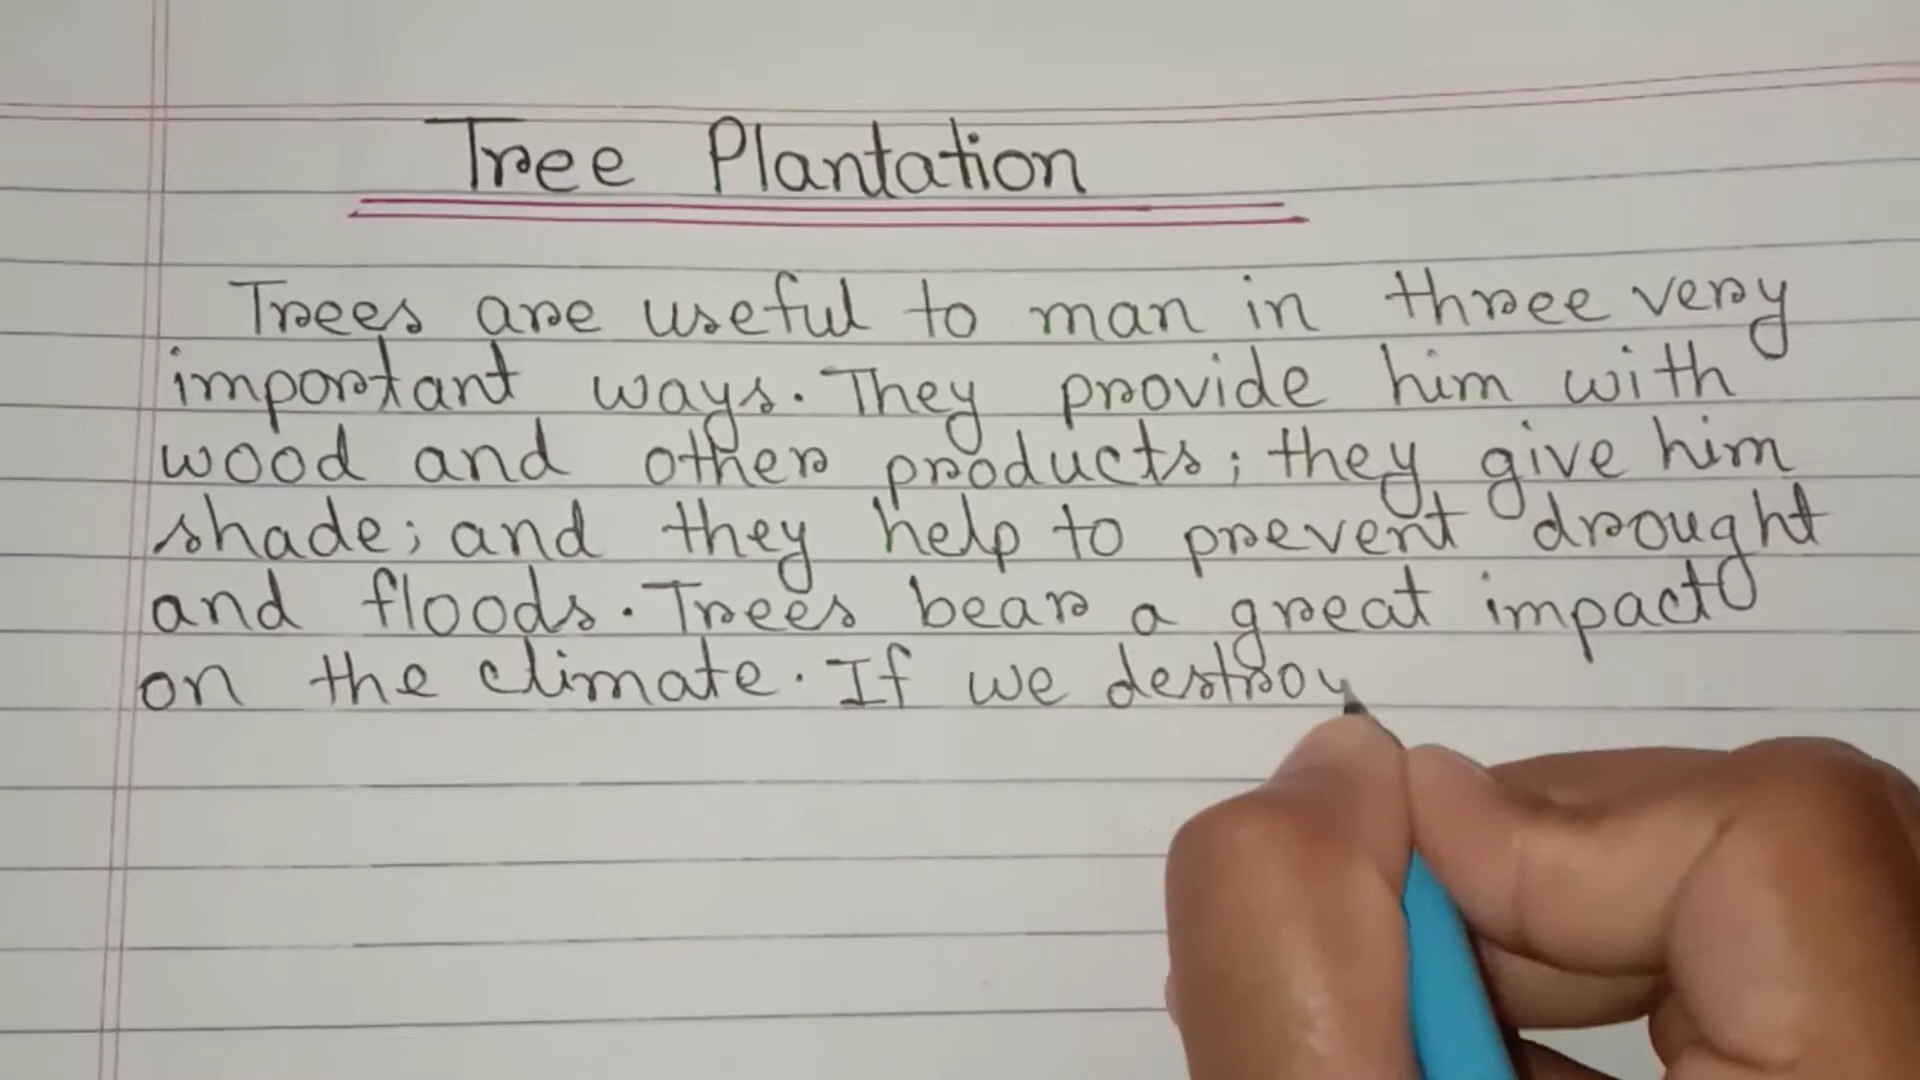 Tree Plantation
Trees are useful to man in three very
important ways. They provide him with
wood and other products; they give him
shade; and they help to prevent drought
and floods. Trees bear a great impact
on the climate. If we destroy